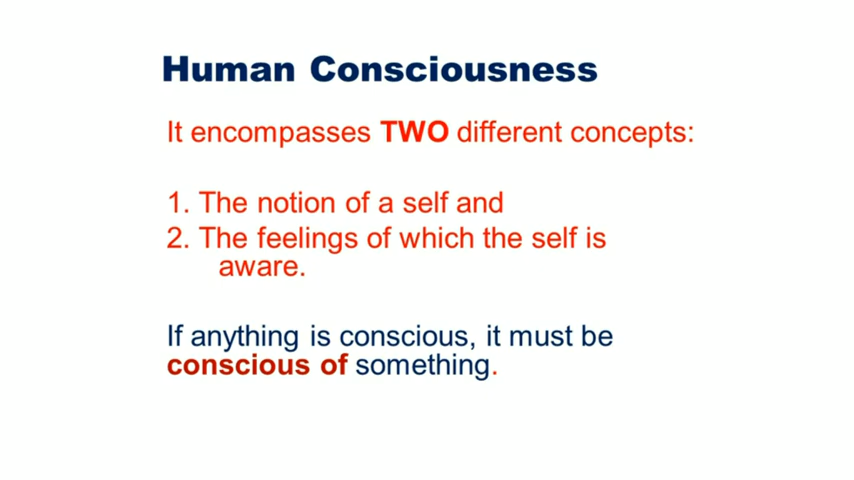 Human Consciousness
It encompasses TWO different concepts:
1. The notion of a self and
2. The feelings of which the self is
aware.
If anything is conscious, it must be
conscious of something.